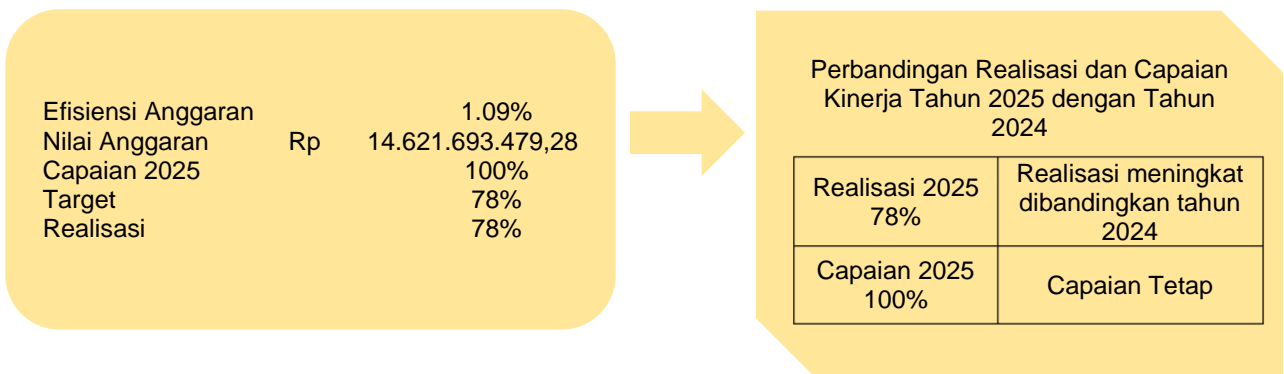 Efisiensi Anggaran 1.09%
Nilai Anggaran Rp 14.621.693.479,28
Capaian 2025 100%
Target 78%
Realisasi 78%
Perbandingan Realisasi dan Capaian
Kinerja Tahun 2025 dengan Tahun
2024
Realisasi 2025
78%
Realisasi meningkat
dibandingkan tahun
2024
Capaian 2025
100%
Capaian Tetap